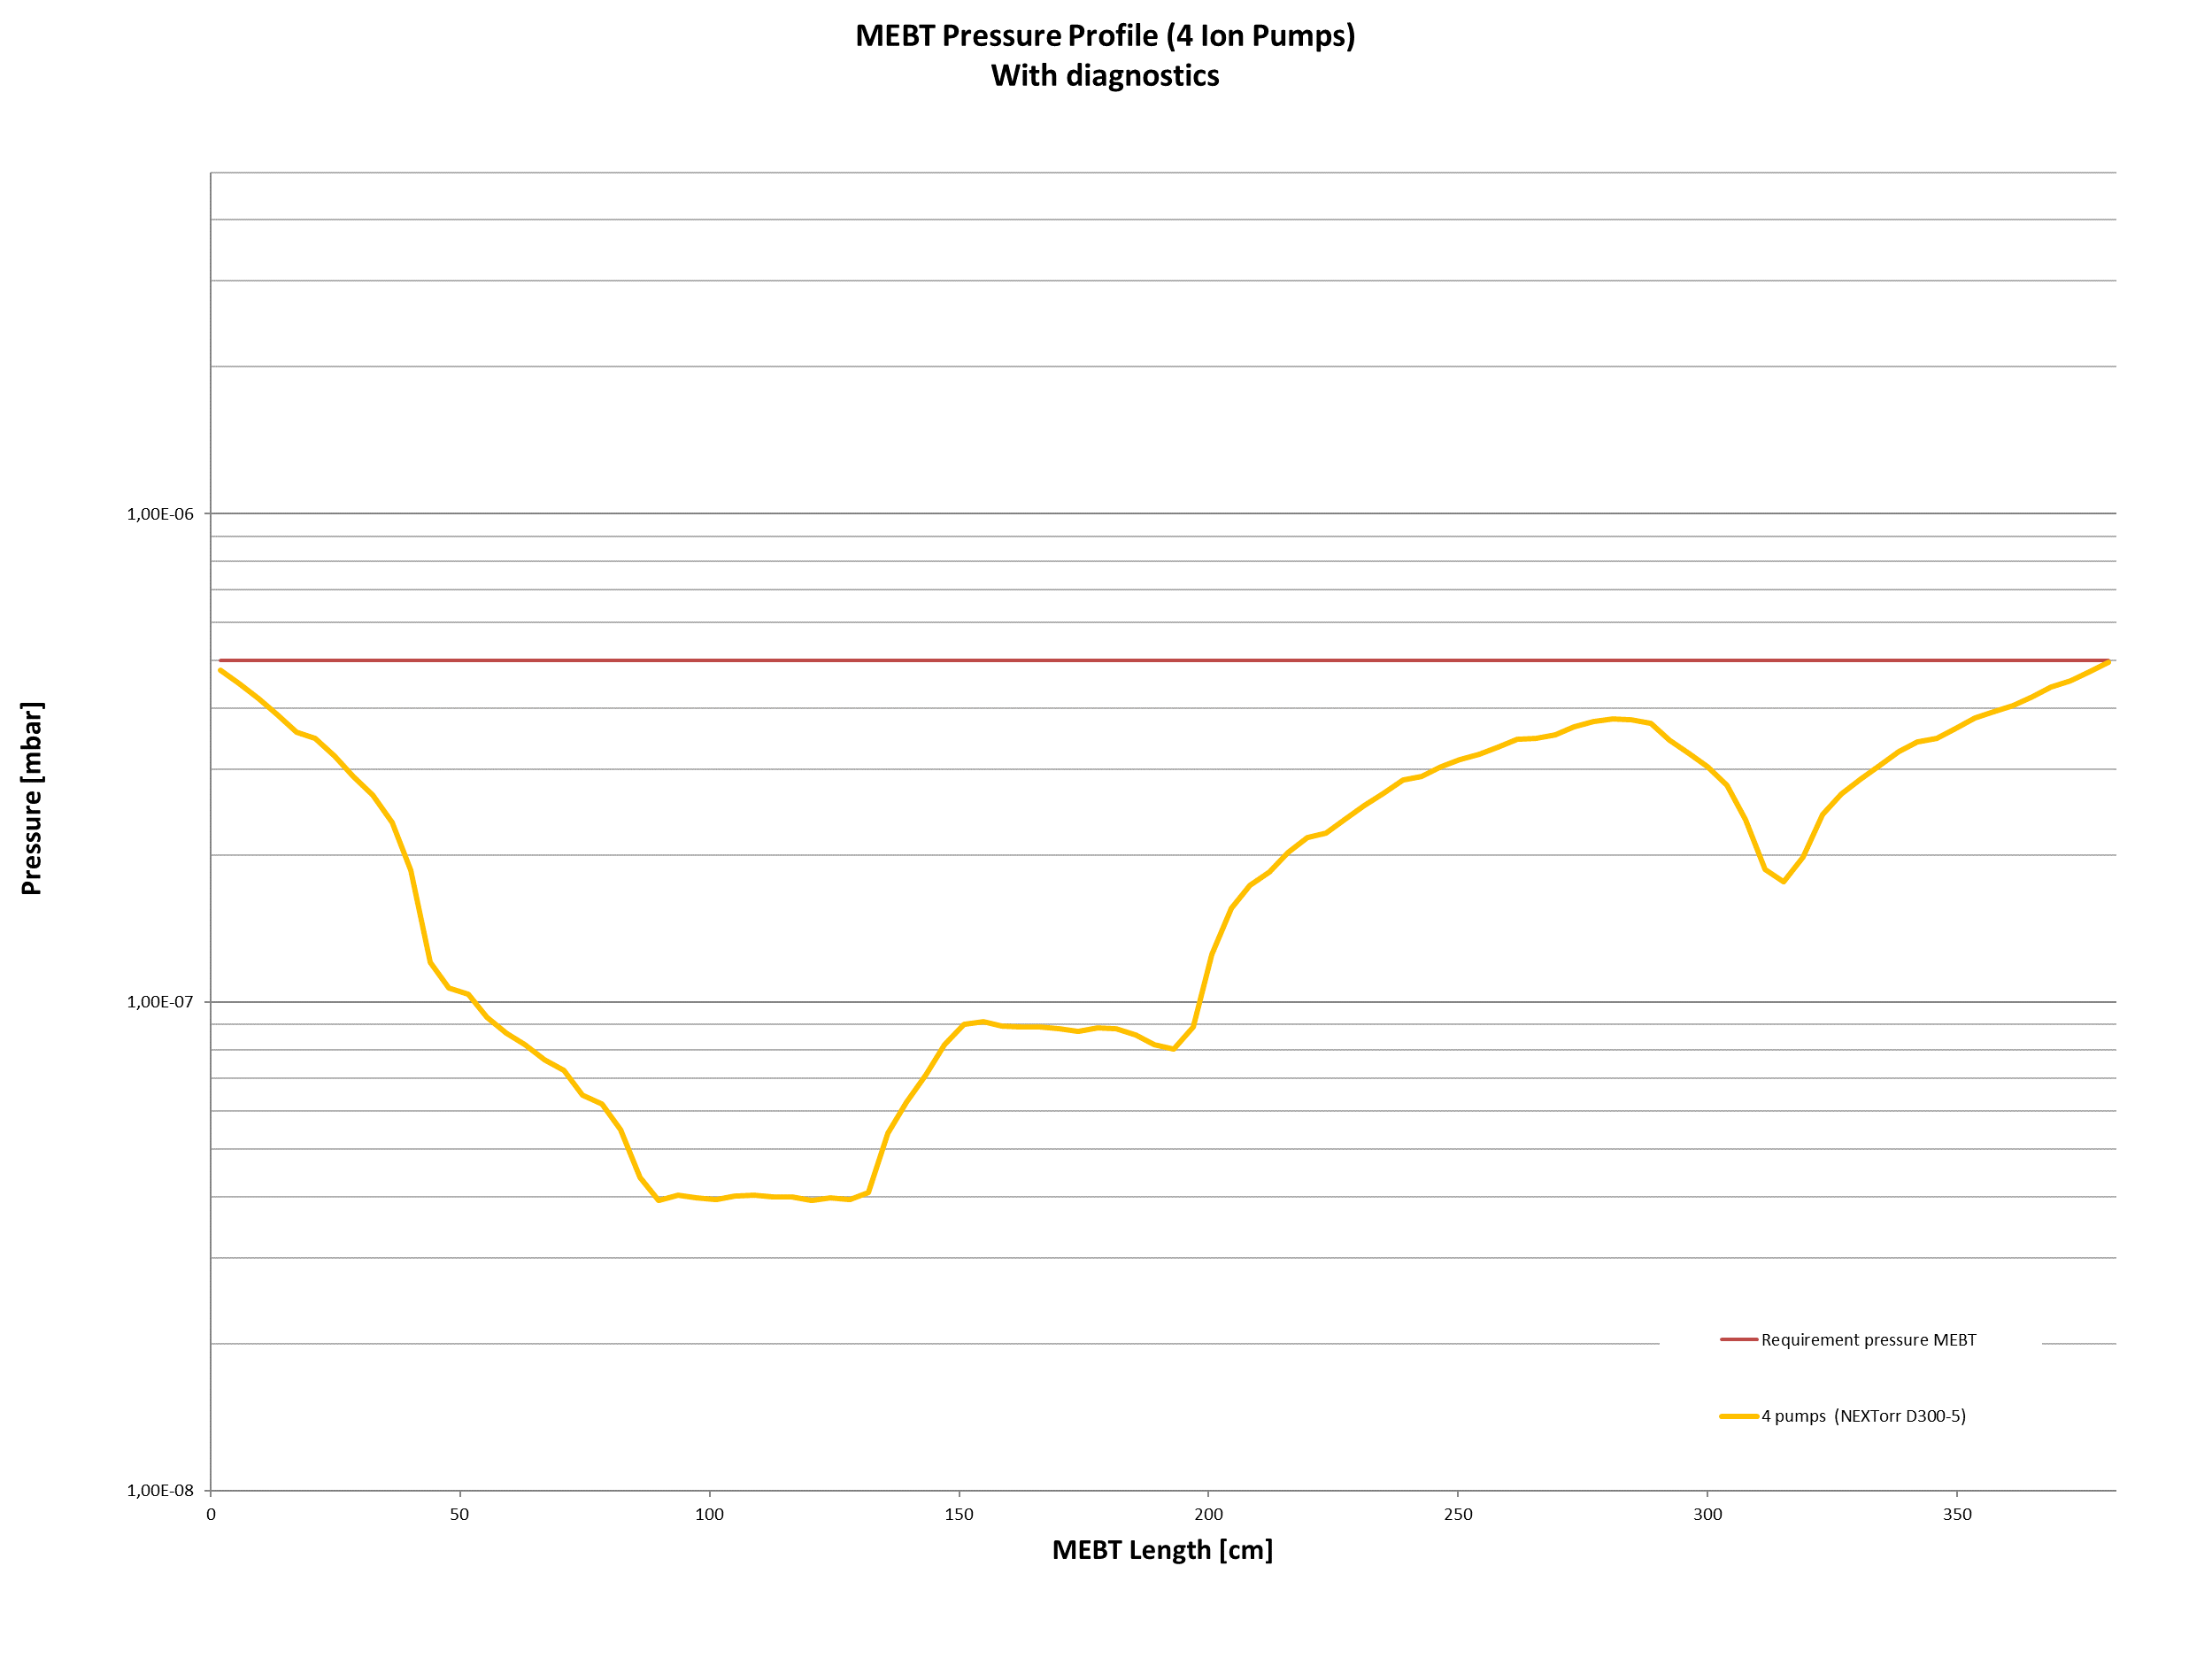 MEBT Pressure Profile (4 Ion Pumps)
With diagnostics
Pressure [mbar]
1,00E-06
1,00E-07
1,00E-08
0 50 100 150 200 250 300 350
MEBT Length [cm]
Requirement pressure MEBT
4 pumps (NEXTorr D300-5)